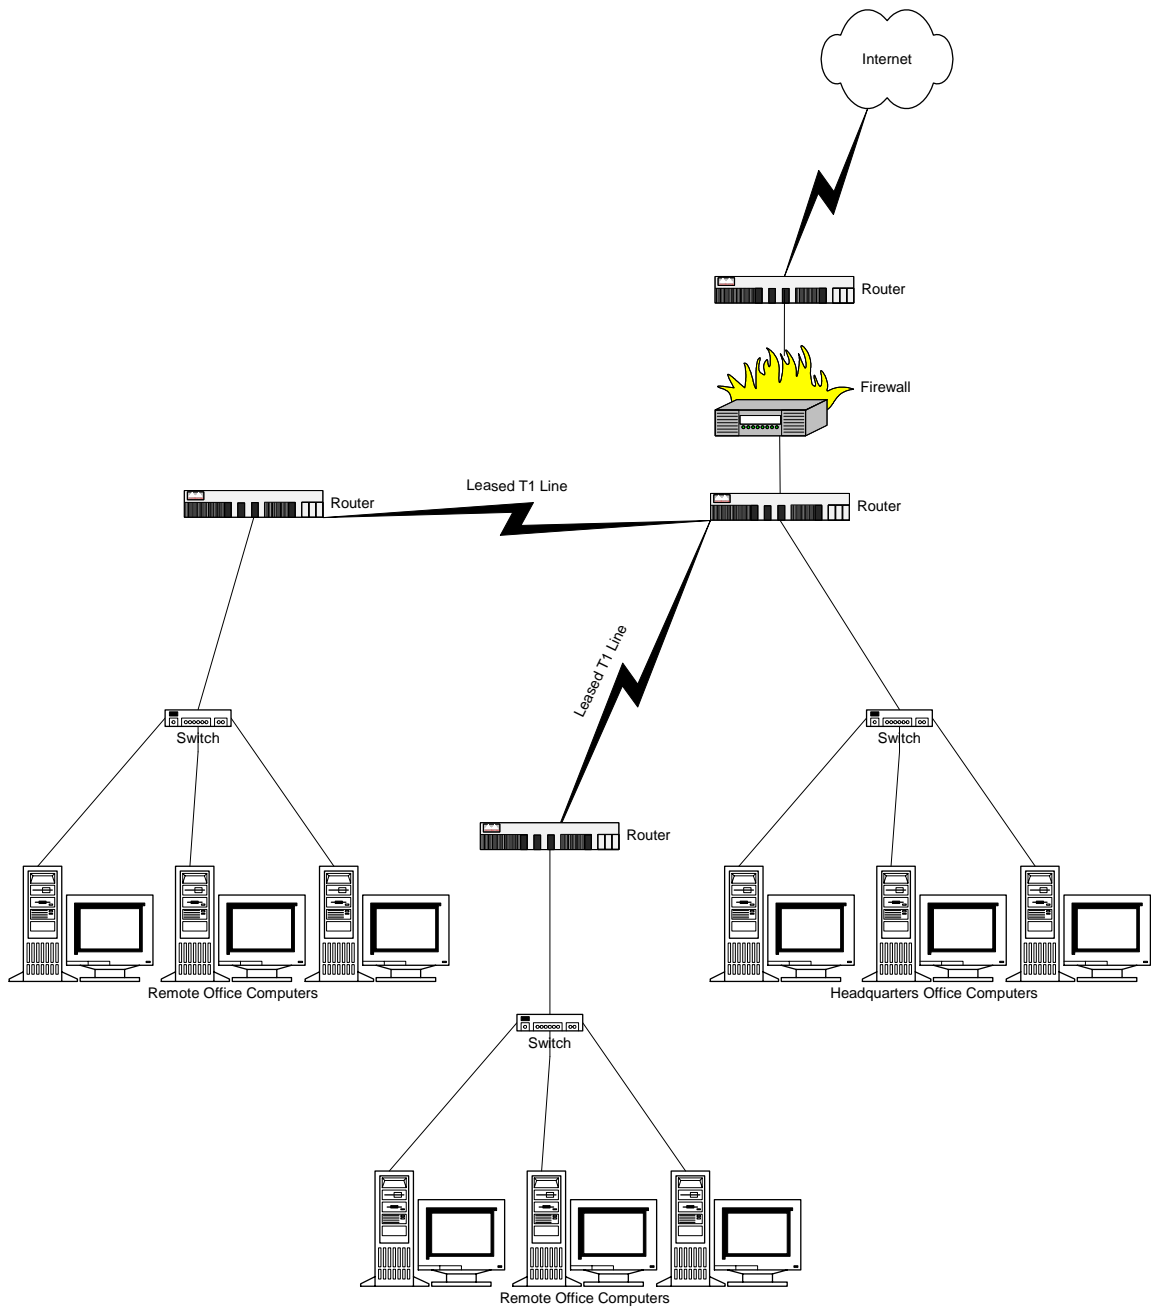 Internet
Router
Firewall
Leased T1 Line
Router
Router
Leased T1 Line
Switch
Switch
Router
Remote Office Computers
Headquarters Office Computers
Switch
Remote Office Computers